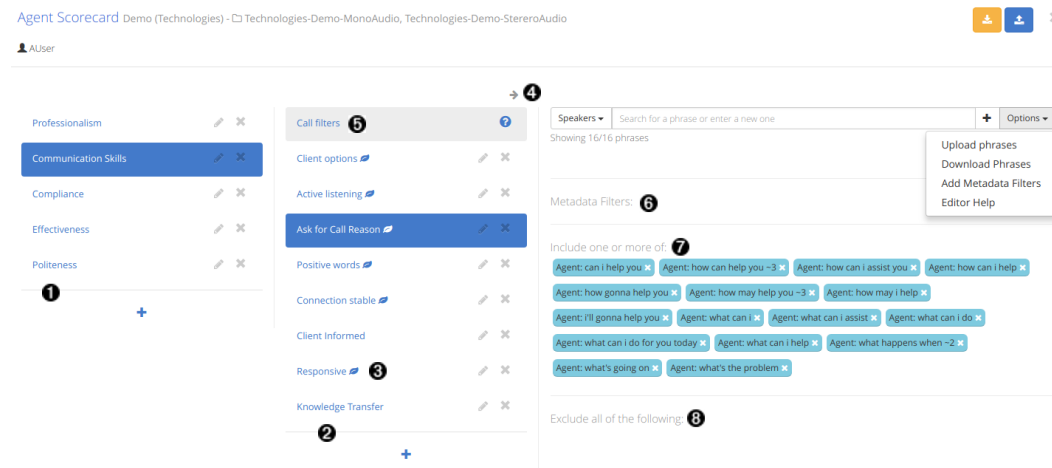 Agent Scorecard Demo (Technologies) - Technologies-Demo-MonoAudio, Technologies-Demo-StereroAudio
AUser
4
Professionalism
Communication Skills
Compliance
Effectiveness
Politeness
1
+
Call filters 5 ?
Client options
Active listening
Ask for Call Reason
Positive words
Connection stable
Client Informed
Responsive 3
Knowledge Transfer
2
+
Speakers Search for a phrase or enter a new one + Options
Showing 16/16 phrases
Upload phrases
Download Phrases
Add Metadata Filters
Editor Help
Metadata Filters: 6
Include one or more of: 7
Agent: can i help you × Agent: how can help you ~3 × Agent: how can i assist you × Agent: how can i help ×
Agent: how gonna help you × Agent: how may help you ~3 × Agent: how may i help ×
Agent: i'll gonna help you × Agent: what can i × Agent: what can i assist × Agent: what can i do ×
Agent: what can i do for you today × Agent: what can i help × Agent: what happens when ~2 ×
Agent: what's going on × Agent: what's the problem ×
Exclude all of the following: 8